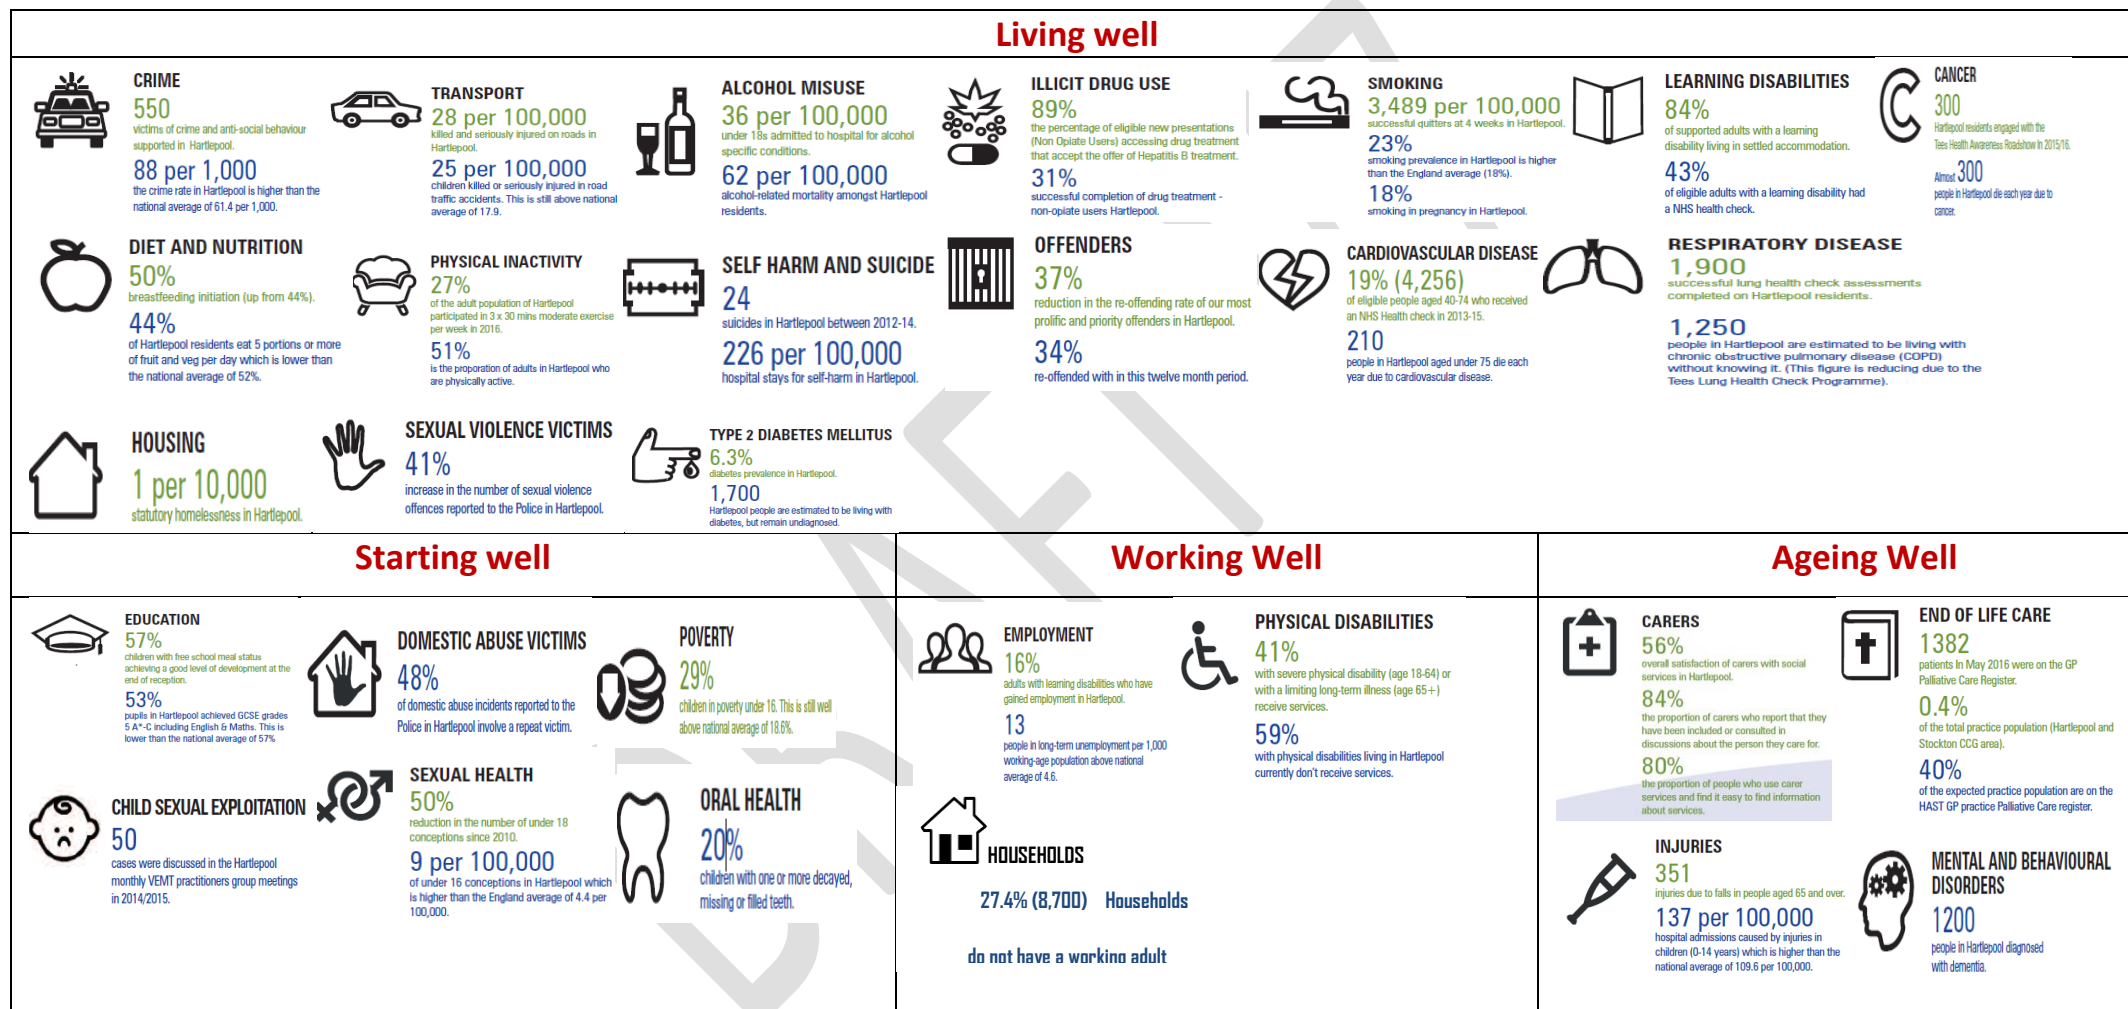 Living well
CRIME
550
victims of crime and anti-social behaviour
supported in Hartlepool.
88 per 1,000
the crime rate in Hartlepool is higher than the
national average of 61.4 per 1,000.
TRANSPORT
28 per 100,000
killed and seriously injured on roads in
Hartlepool.
25 per 100,000
children killed or seriously injured in road
traffic accidents. This is still above national
average of 17.9.
ALCOHOL MISUSE
36 per 100,000
under 18s admitted to hospital for alcohol
specific conditions.
62 per 100,000
alcohol-related mortality amongst Hartlepool
residents.
ILLICIT DRUG USE
89%
the percentage of eligible new presentations
(Non Opiate Users) accessing drug treatment
that accept the offer of Hepatitis B treatment.
31%
successful completion of drug treatment -
non-opiate users Hartlepool.
SMOKING
3,489 per 100,000
successful quitters at 4 weeks in Hartlepool.
23%
smoking prevalence in Hartlepool is higher
than the England average (18%).
18%
smoking in pregnancy in Hartlepool.
LEARNING DISABILITIES
84%
of supported adults with a learning
disability living in settled accommodation.
43%
of eligible adults with a learning disability had
a NHS health check.
CANCER
300
Hartlepool residents engaged with the
Tees Health Awareness Roadshow In 2015/16.
Almost 300
people in Hartlepool die each year due to
cancer.
DIET AND NUTRITION
50%
breastfeeding initiation (up from 44%).
44%
of Hartlepool residents eat 5 portions or more
of fruit and veg per day which is lower than
the national average of 52%.
PHYSICAL INACTIVITY
27%
of the adult population of Hartlepool
participated in 3 x 30 mins moderate exercise
per week in 2016.
51%
is the proporation of adults in Hartlepool who
are physically active.
SELF HARM AND SUICIDE
24
suicides in Hartlepool between 2012-14.
226 per 100,000
hospital stays for self-harm in Hartlepool.
OFFENDERS
37%
reduction in the re-offending rate of our most
prolific and priority offenders in Hartlepool.
34%
re-offended with in this twelve month period.
CARDIOVASCULAR DISEASE
19% (4,256)
of eligible people aged 40-74 who received
an NHS Health check in 2013-15.
210
people in Hartlepool aged under 75 die each
year due to cardiovascular disease.
RESPIRATORY DISEASE
1,900
successful lung health check assessments
completed on Hartlepool residents.
1,250
people in Hartlepool are estimated to be living with
chronic obstructive pulmonary disease (COPD)
without knowing it. (This figure is reducing due to the
Tees Lung Health Check Programme).
HOUSING
1 per 10,000
statutory homelessness in Hartlepool.
SEXUAL VIOLENCE VICTIMS
41%
increase in the number of sexual violence
offences reported to the Police in Hartlepool.
TYPE 2 DIABETES MELLITUS
6.3%
diabetes prevalence in Hartlepool.
1,700
Hartlepool people are estimated to be living with
diabetes, but remain undiagnosed.
Starting well
EDUCATION
57%
children with free school meal status
achieving a good level of development at the
end of reception.
53%
pupils in Hartlepool achieved GCSE grades
5 A*-C including English & Maths. This is
lower than the national average of 57%
DOMESTIC ABUSE VICTIMS
48%
of domestic abuse incidents reported to the
Police in Hartlepool involve a repeat victim.
POVERTY
29%
children in poverty under 16. This is still well
above national average of 18.6%.
CHILD SEXUAL EXPLOITATION
50
cases were discussed in the Hartlepool
monthly VEMT practitioners group meetings
in 2014/2015.
SEXUAL HEALTH
50%
reduction in the number of under 18
conceptions since 2010.
9 per 100,000
of under 16 conceptions in Hartlepool which
is higher than the England average of 4.4 per
100,000.
ORAL HEALTH
20%
children with one or more decayed,
missing or filled teeth.
Working Well
EMPLOYMENT
16%
adults with learning disabilities who have
gained employment in Hartlepool.
13
people in long-term unemployment per 1,000
working-age population above national
average of 4.6.
PHYSICAL DISABILITIES
41%
with severe physical disability (age 18-64) or
with a limiting long-term illness (age 65+)
receive services.
59%
with physical disabilities living in Hartlepool
currently don't receive services.
HOUSEHOLDS
27.4% (8,700) Households
do not have a working adult
Ageing Well
CARERS
56%
overall satisfaction of carers with social
services in Hartlepool.
84%
the proportion of carers who report that they
have been included or consulted in
discussions about the person they care for.
80%
the proportion of people who use carer
services and find it easy to find information
about services.
END OF LIFE CARE
1382
patients In May 2016 were on the GP
Palliative Care Register.
0.4%
of the total practice population (Hartlepool and
Stockton CCG area).
40%
of the expected practice population are on the
HAST GP practice Palliative Care register.
INJURIES
351
injuries due to falls in people aged 65 and over.
137 per 100,000
hospital admissions caused by injuries in
children (0-14 years) which is higher than the
national average of 109.6 per 100,000.
MENTAL AND BEHAVIOURAL
DISORDERS
1200
people in Hartlepool diagnosed
with dementia.